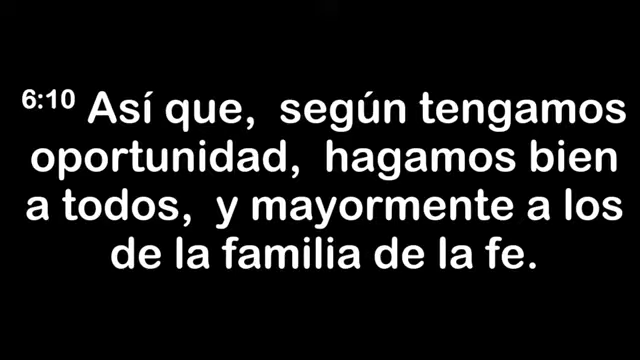 6:10 Así que, según tengamos
oportunidad, hagamos bien
a todos, y mayormente a los
de la familia de la fe.